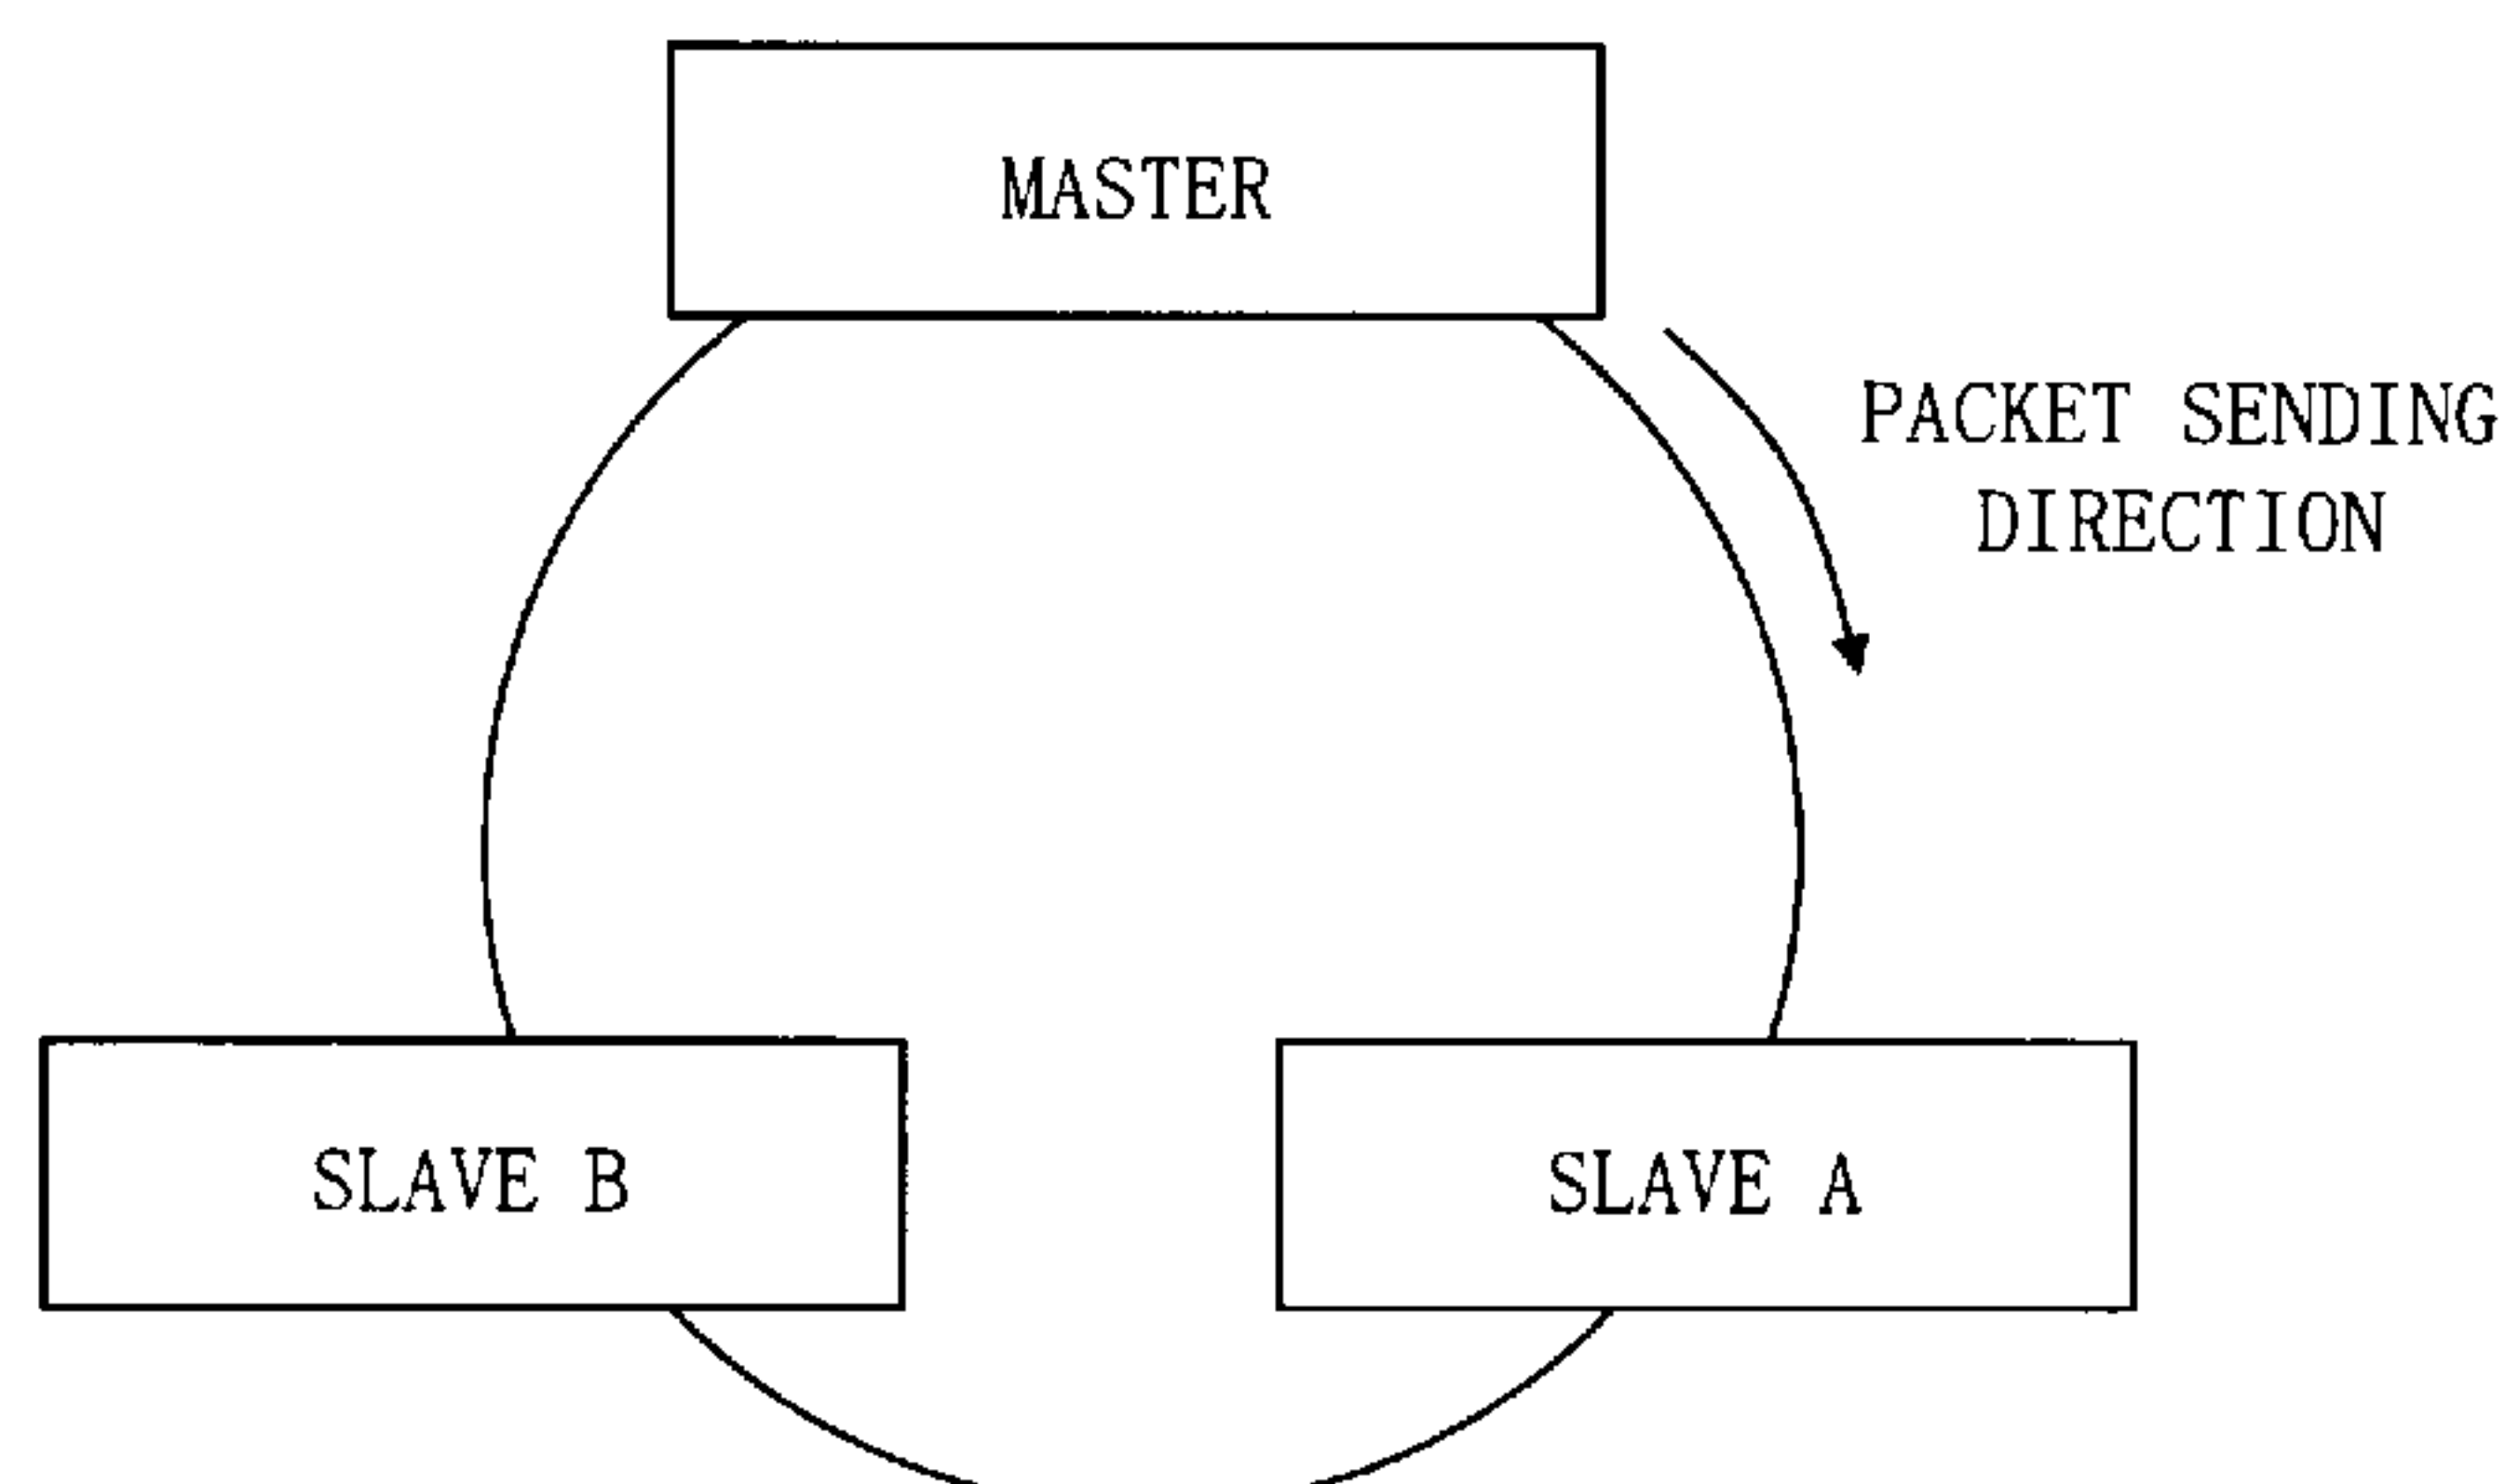 MASTER
PACKET SENDING
DIRECTION
SLAVE B
SLAVE A